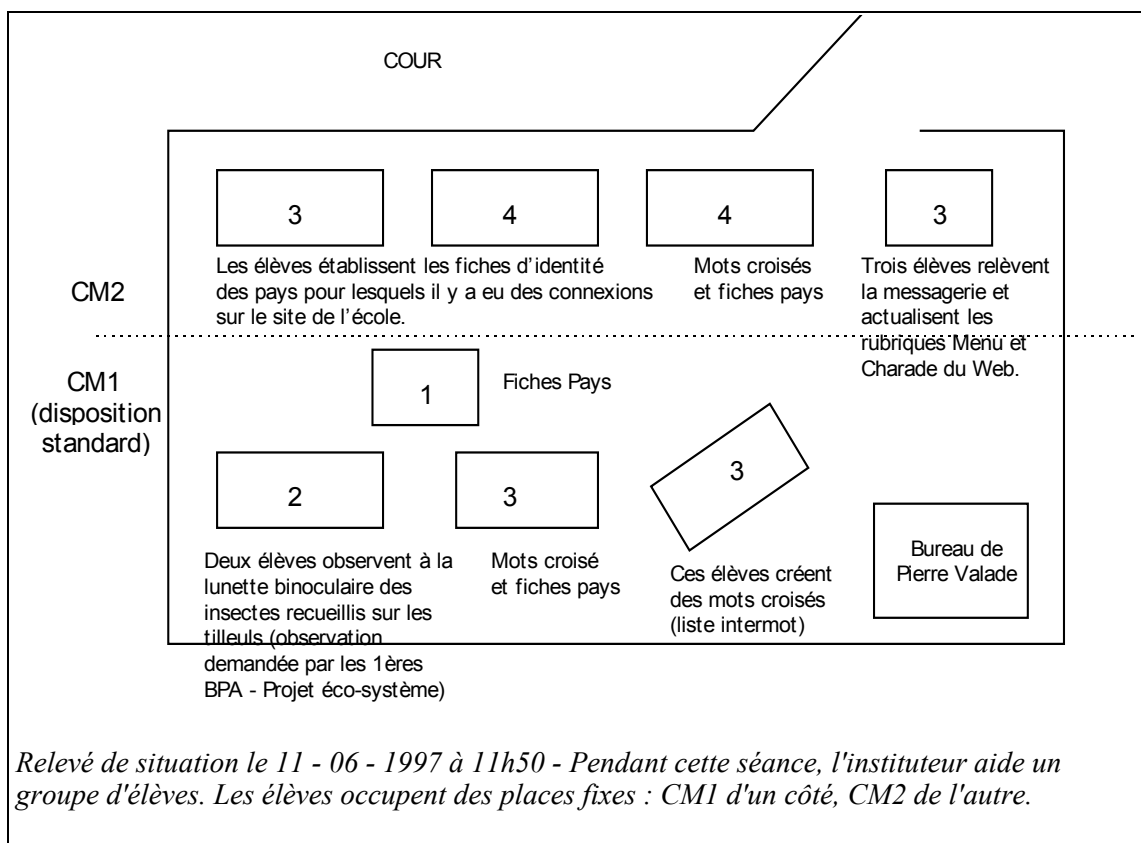 COUR
3
4
4
3
Les élèves établissent les fiches d'identité
des pays pour lesquels il y a eu des connexions
sur le site de l'école.
Mots croisés
et fiches pays
Trois élèves relèvent
la messagerie et
actualisent les
rubriques Menu et
Charade du Web.
CM2
CM1
(disposition
standard)
1
Fiches Pays
2
3
3
Deux élèves observent à la
lunette binoculaire des
insectes recueillis sur les
tilleuls (observation
demandée par les 1ères
BPA - Projet éco-système)
Mots croisé
et fiches pays
Ces élèves créent
des mots croisés
(liste intermot)
Bureau de
Pierre Valade
Relevé de situation le 11 - 06 - 1997 à 11h50 - Pendant cette séance, l'instituteur aide un
groupe d'élèves. Les élèves occupent des places fixes : CM1 d'un côté, CM2 de l'autre.